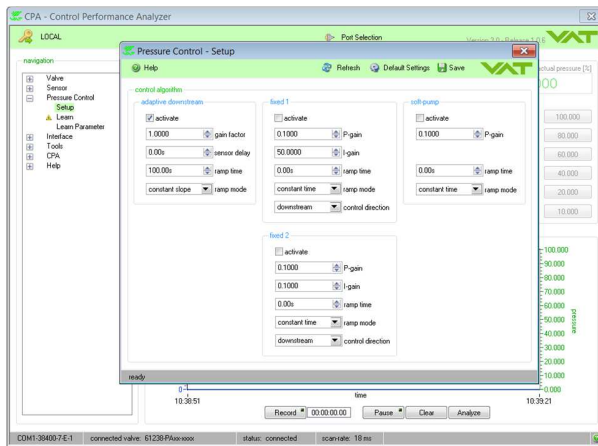 CPA - Control Performance Analyzer
LOCAL
Port Selection
Version 3.0 - Release 1.0.6
VAT
navigation
Valve
Sensor
Pressure Control
Setup
Learn
Learn Parameter
Interface
Tools
CPA
Help
Pressure Control - Setup
Help
Refresh
Default Settings
Save
VAT
control algorithm
adaptive downstream
activate
1.0000 gain factor
0.00s sensor delay
100.00s ramp time
constant slope ramp mode
fixed 1
activate
0.1000 P-gain
50.0000 I-gain
0.00s ramp time
constant time ramp mode
downstream control direction
soft-pump
activate
0.1000 P-gain
0.00s ramp time
constant time ramp mode
fixed 2
activate
0.1000 P-gain
0.1000 I-gain
0.00s ramp time
constant time ramp mode
downstream control direction
ready
actual pressure [%]
100.000
80.000
60.000
40.000
20.000
10.000
100.000
90.000
80.000
70.000
60.000
50.000
40.000
30.000
20.000
10.000
0.000
pressure
0
10:38:51
time
10:39:21
Record
00:00:00.00
Pause
Clear
Analyze
COM1-38400-7-E-1
connected valve: 61238-PAxx-xxxx
status: connected
scan-rate: 18 ms